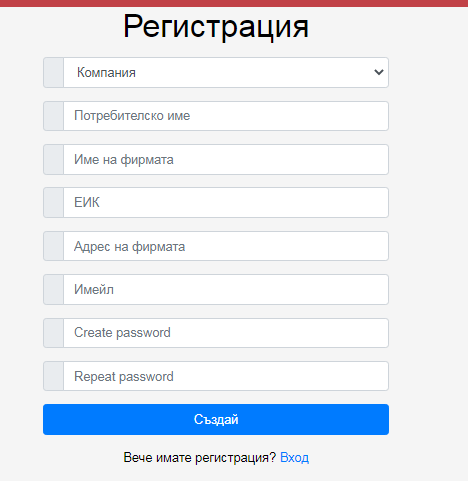 Регистрация
Компания
Потребителско име
Име на фирмата
ЕИК
Адрес на фирмата
Имейл
Create password
Repeat password
Създай
Вече имате регистрация? Вход